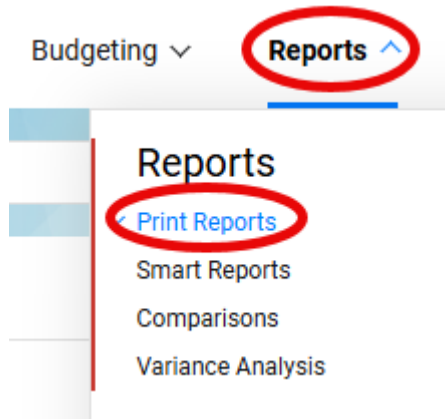 Budgeting Reports
Reports
Print Reports
Smart Reports
Comparisons
Variance Analysis